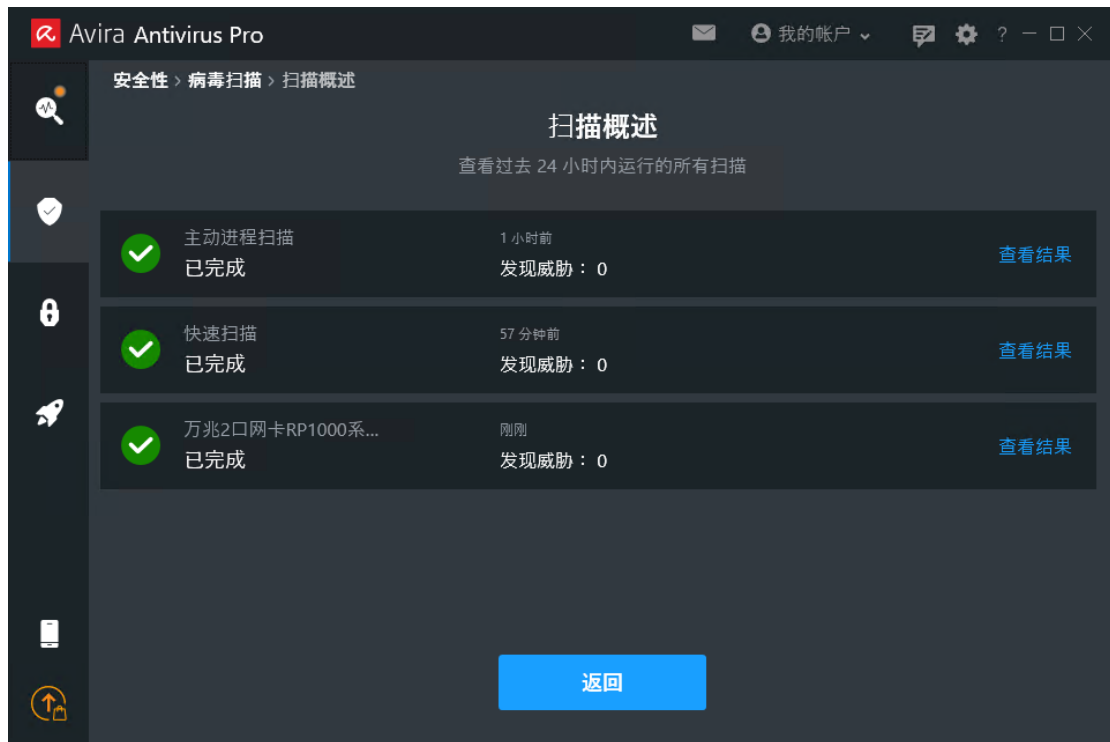 Avira Antivirus Pro
我的帐户
?
安全性 > 病毒扫描 > 扫描概述
扫描概述
查看过去 24 小时内运行的所有扫描
主动进程扫描
1 小时前
已完成
发现威胁： 0
查看结果
快速扫描
57 分钟前
已完成
发现威胁： 0
查看结果
万兆2口网卡RP1000系...
刚刚
已完成
发现威胁： 0
查看结果
返回